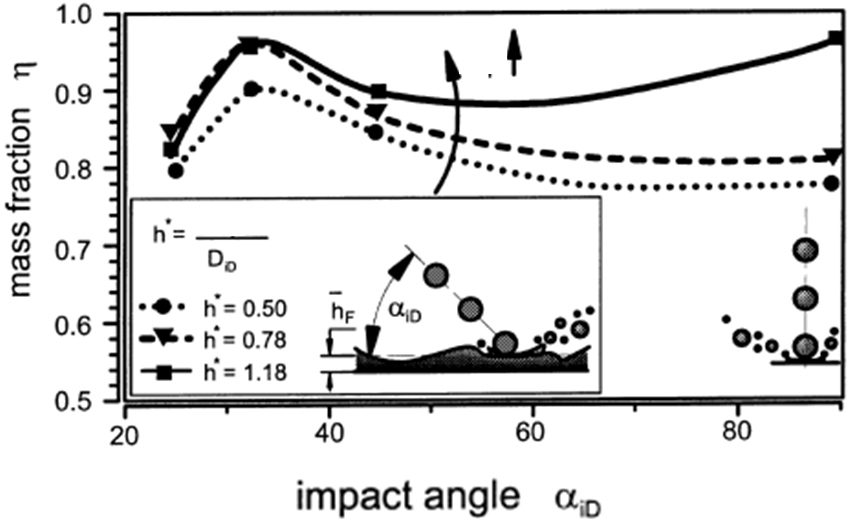 1.0
0.9
0.8
0.7
0.6
0.5
mass fraction η
h*=
D_iD
h* = 0.50
h* = 0.78
h* = 1.18
h̄_F
α_iD
20 40 60 80
impact angle α_iD